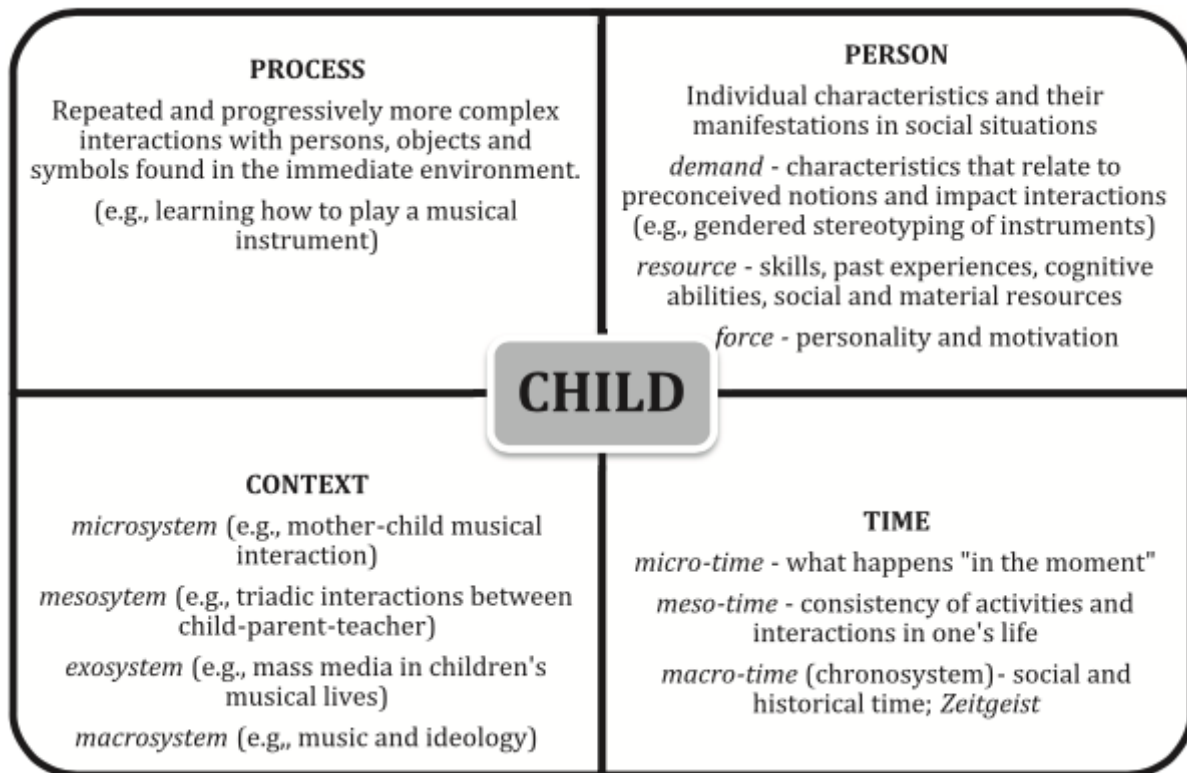 PROCESS
Repeated and progressively more complex
interactions with persons, objects and
symbols found in the immediate environment.
(e.g., learning how to play a musical
instrument)
PERSON
Individual characteristics and their
manifestations in social situations
demand - characteristics that relate to
preconceived notions and impact interactions
(e.g., gendered stereotyping of instruments)
resource - skills, past experiences, cognitive
abilities, social and material resources
force - personality and motivation
CHILD
CONTEXT
microsystem (e.g., mother-child musical
interaction)
mesosytem (e.g., triadic interactions between
child-parent-teacher)
exosystem (e.g., mass media in children's
musical lives)
macrosystem (e.g,, music and ideology)
TIME
micro-time - what happens "in the moment"
meso-time - consistency of activities and
interactions in one's life
macro-time (chronosystem)- social and
historical time; Zeitgeist